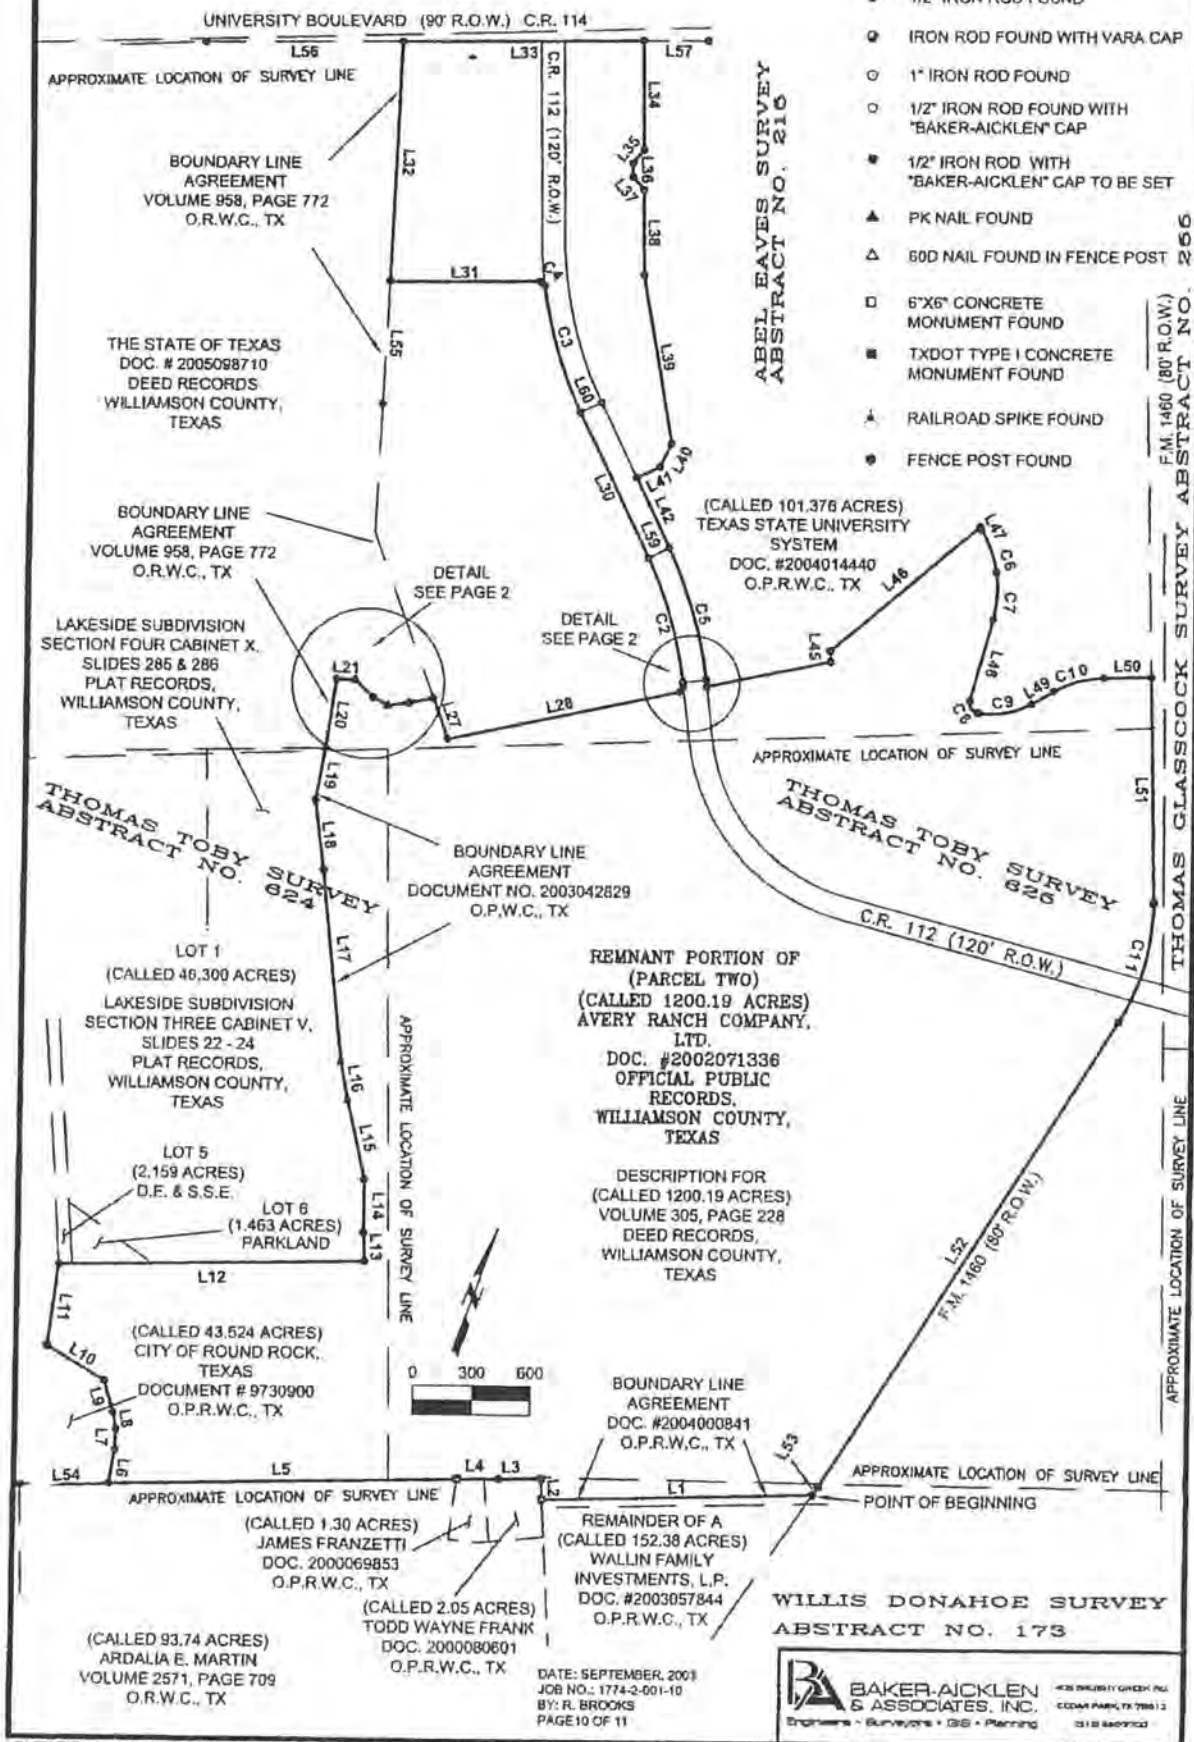 UNIVERSITY BOULEVARD (90' R.O.W.) C.R. 114
L56
L33
L57
APPROXIMATE LOCATION OF SURVEY LINE
C.R. 112 (120' R.O.W.)
L34
L35
L36
L37
L38
L32
BOUNDARY LINE
AGREEMENT
VOLUME 958, PAGE 772
O.R.W.C., TX
ABEL EAVES SURVEY
ABSTRACT NO. 215
IRON ROD FOUND WITH VARA CAP
1" IRON ROD FOUND
1/2" IRON ROD FOUND WITH
"BAKER-AICKLEN" CAP
1/2" IRON ROD WITH
"BAKER-AICKLEN" CAP TO BE SET
PK NAIL FOUND
60D NAIL FOUND IN FENCE POST
6"X6" CONCRETE
MONUMENT FOUND
TXDOT TYPE I CONCRETE
MONUMENT FOUND
RAILROAD SPIKE FOUND
FENCE POST FOUND
F.M. 1460 (80' R.O.W.)
THOMAS GLASSCOCK SURVEY ABSTRACT NO. 266
L31
C4
C3
L55
L39
L60
L40
L41
L42
L30
L59
THE STATE OF TEXAS
DOC. # 2005098710
DEED RECORDS
WILLIAMSON COUNTY,
TEXAS
BOUNDARY LINE
AGREEMENT
VOLUME 958, PAGE 772
O.R.W.C., TX
DETAIL
SEE PAGE 2
(CALLED 101.376 ACRES)
TEXAS STATE UNIVERSITY
SYSTEM
DOC. #2004014440
O.P.R.W.C., TX
DETAIL
SEE PAGE 2
C2
C5
L45
L46
L47
C6
C7
L48
C8
C9
L49
C10
L50
L51
LAKESIDE SUBDIVISION
SECTION FOUR CABINET X,
SLIDES 285 & 286
PLAT RECORDS,
WILLIAMSON COUNTY,
TEXAS
L21
L20
L27
L28
L19
APPROXIMATE LOCATION OF SURVEY LINE
THOMAS TOBY SURVEY
ABSTRACT NO. 624
THOMAS TOBY SURVEY
ABSTRACT NO. 625
L18
BOUNDARY LINE
AGREEMENT
DOCUMENT NO. 2003042829
O.P.W.C., TX
L17
C.R. 112 (120' R.O.W.)
C11
LOT 1
(CALLED 46.300 ACRES)
LAKESIDE SUBDIVISION
SECTION THREE CABINET V,
SLIDES 22 - 24
PLAT RECORDS,
WILLIAMSON COUNTY,
TEXAS
APPROXIMATE LOCATION OF SURVEY LINE
REMNANT PORTION OF
(PARCEL TWO)
(CALLED 1200.19 ACRES)
AVERY RANCH COMPANY,
LTD.
DOC. #2002071336
OFFICIAL PUBLIC
RECORDS,
WILLIAMSON COUNTY,
TEXAS
L16
L15
L14
L13
LOT 5
(2.159 ACRES)
D.E. & S.S.E.
LOT 6
(1.463 ACRES)
PARKLAND
DESCRIPTION FOR
(CALLED 1200.19 ACRES)
VOLUME 305, PAGE 228
DEED RECORDS,
WILLIAMSON COUNTY,
TEXAS
L52
F.M. 1460 (80' R.O.W.)
APPROXIMATE LOCATION OF SURVEY LINE
L12
L11
L10
L9
L8
L7
L6
(CALLED 43.524 ACRES)
CITY OF ROUND ROCK,
TEXAS
DOCUMENT # 9730900
O.P.R.W.C., TX
0 300 600
BOUNDARY LINE
AGREEMENT
DOC. #2004000841
O.P.R.W.C., TX
L53
L54
L5
L4
L3
L2
L1
APPROXIMATE LOCATION OF SURVEY LINE
APPROXIMATE LOCATION OF SURVEY LINE
POINT OF BEGINNING
(CALLED 1.30 ACRES)
JAMES FRANZETTI
DOC. 2000069853
O.P.R.W.C., TX
REMAINDER OF A
(CALLED 152.38 ACRES)
WALLIN FAMILY
INVESTMENTS, L.P.
DOC. #2003057844
O.P.R.W.C., TX
(CALLED 2.05 ACRES)
TODD WAYNE FRANK
DOC. 2000080601
O.P.R.W.C., TX
(CALLED 93.74 ACRES)
ARDALIA E. MARTIN
VOLUME 2571, PAGE 709
O.R.W.C., TX
WILLIS DONAHOE SURVEY
ABSTRACT NO. 173
DATE: SEPTEMBER,
JOB NO.: 1774-2-001-10
BY: R. BROOKS
PAGE 10 OF 11
BAKER-AICKLEN
& ASSOCIATES, INC.
Engineers • Surveyors • GIS • Planning